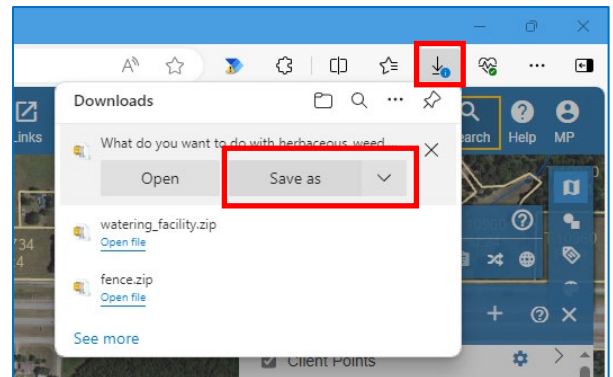 A
Downloads
Links
Search
Help
MP
What do you want to do with herbaceous_weed...
Open
Save as
watering_facility.zip
Open file
734
4
fence.zip
Open file
See more
Client Points